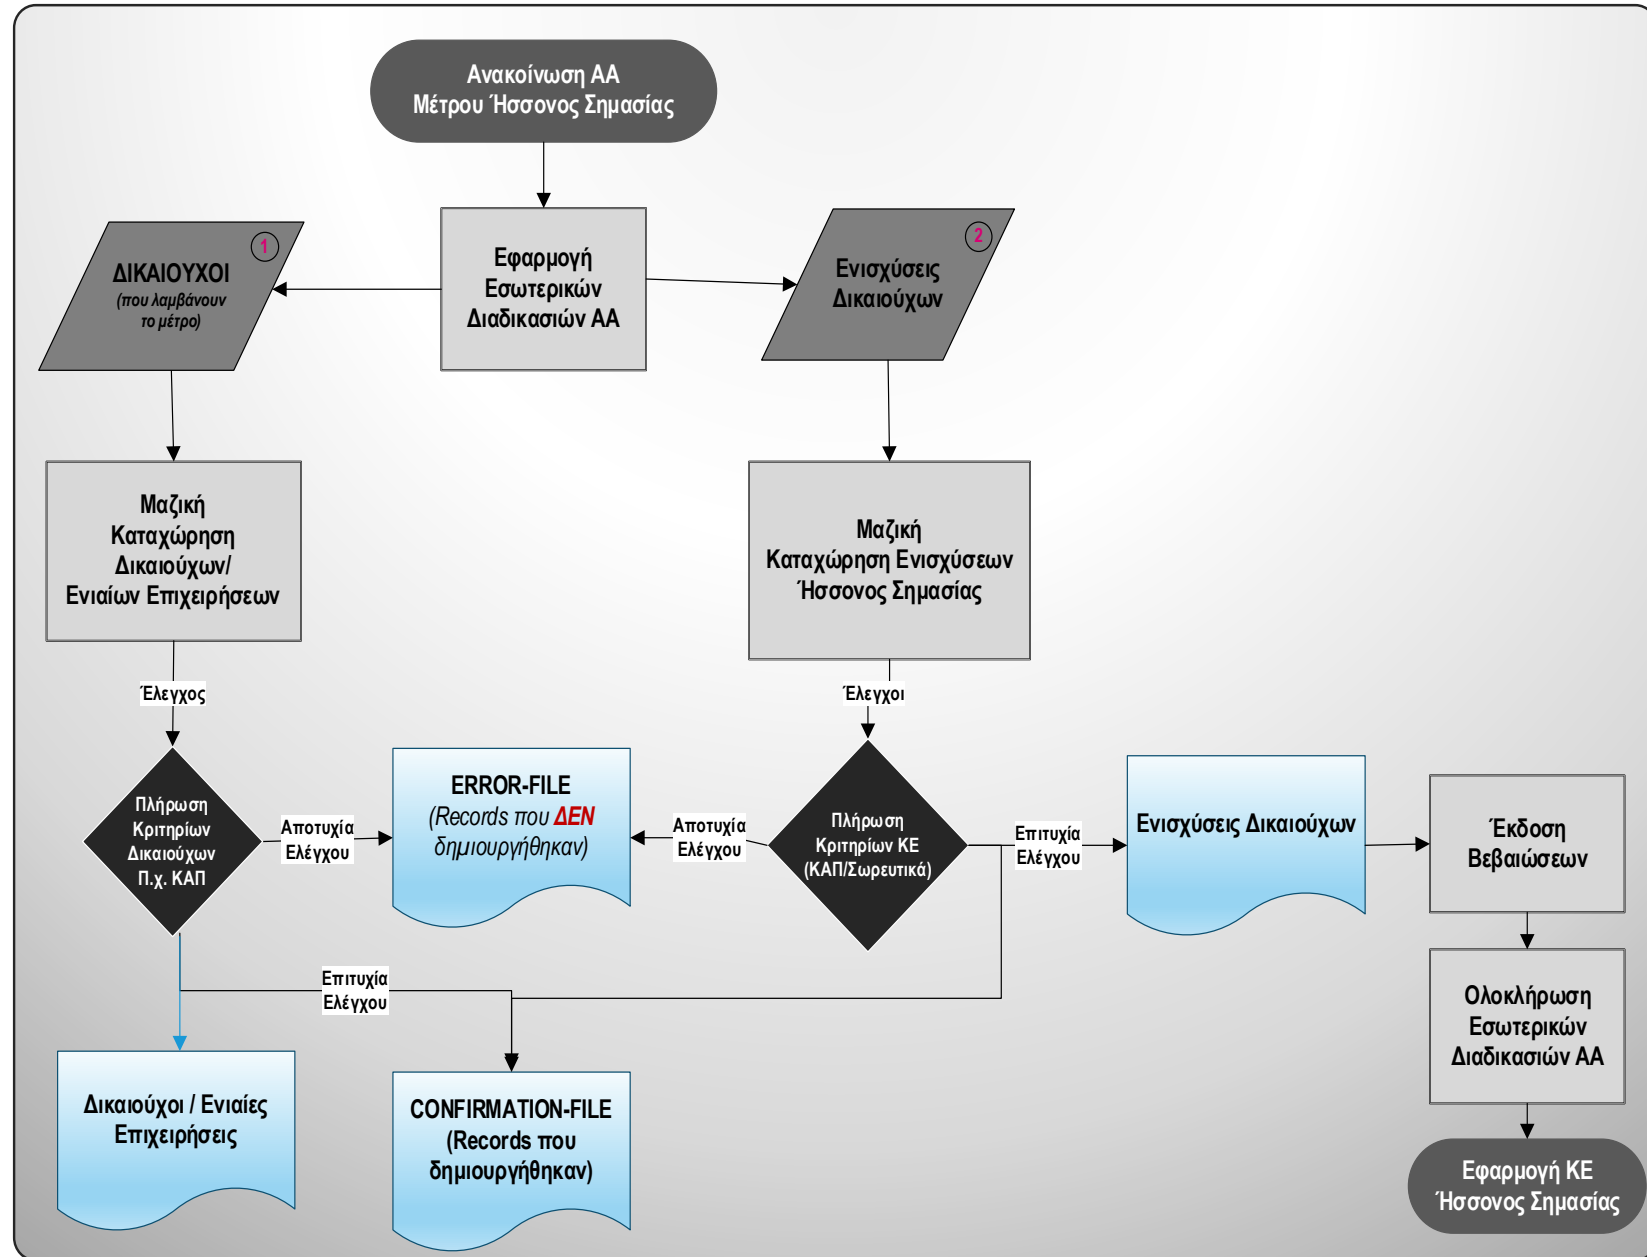 Ανακοίνωση ΑΑ
Μέτρου Ήσσονος Σημασίας
1
ΔΙΚΑΙΟΥΧΟΙ
(που λαμβάνουν
το μέτρο)
Εφαρμογή
Εσωτερικών
Διαδικασιών ΑΑ
2
Ενισχύσεις
Δικαιούχων
Μαζική
Καταχώρηση
Δικαιούχων/
Ενιαίων Επιχειρήσεων
Μαζική
Καταχώρηση Ενισχύσεων
Ήσσονος Σημασίας
Έλεγχος
Έλεγχοι
Πλήρωση
Κριτηρίων
Δικαιούχων
Π.χ. ΚΑΠ
Αποτυχία
Ελέγχου
ERROR-FILE
(Records που ΔΕΝ
δημιουργήθηκαν)
Αποτυχία
Ελέγχου
Πλήρωση
Κριτηρίων ΚΕ
(ΚΑΠ/Σωρευτικά)
Επιτυχία
Ελέγχου
Ενισχύσεις Δικαιούχων
Έκδοση
Βεβαιώσεων
Επιτυχία
Ελέγχου
Ολοκλήρωση
Εσωτερικών
Διαδικασιών ΑΑ
Δικαιούχοι / Ενιαίες
Επιχειρήσεις
CONFIRMATION-FILE
(Records που
δημιουργήθηκαν)
Εφαρμογή ΚΕ
Ήσσονος Σημασίας